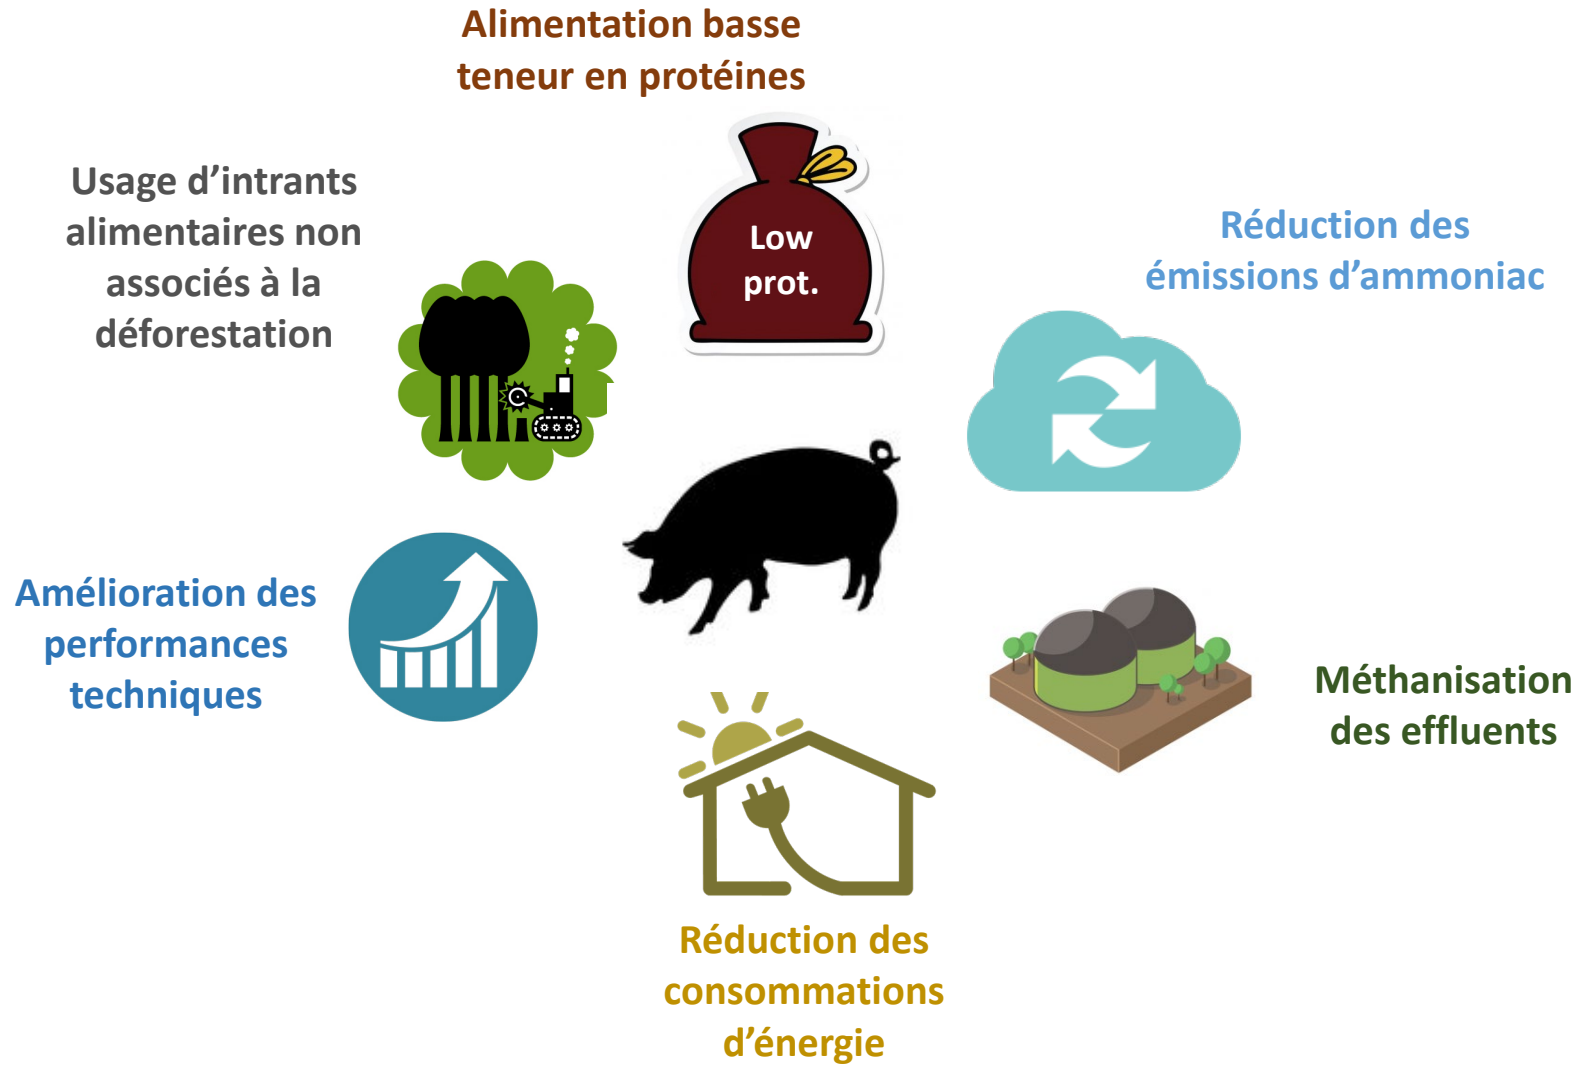 Alimentation basse
teneur en protéines
Usage d’intrants
alimentaires non
associés à la
déforestation
Low
prot.
Réduction des
émissions d’ammoniac
Amélioration des
performances
techniques
Méthanisation
des effluents
Réduction des
consommations
d’énergie